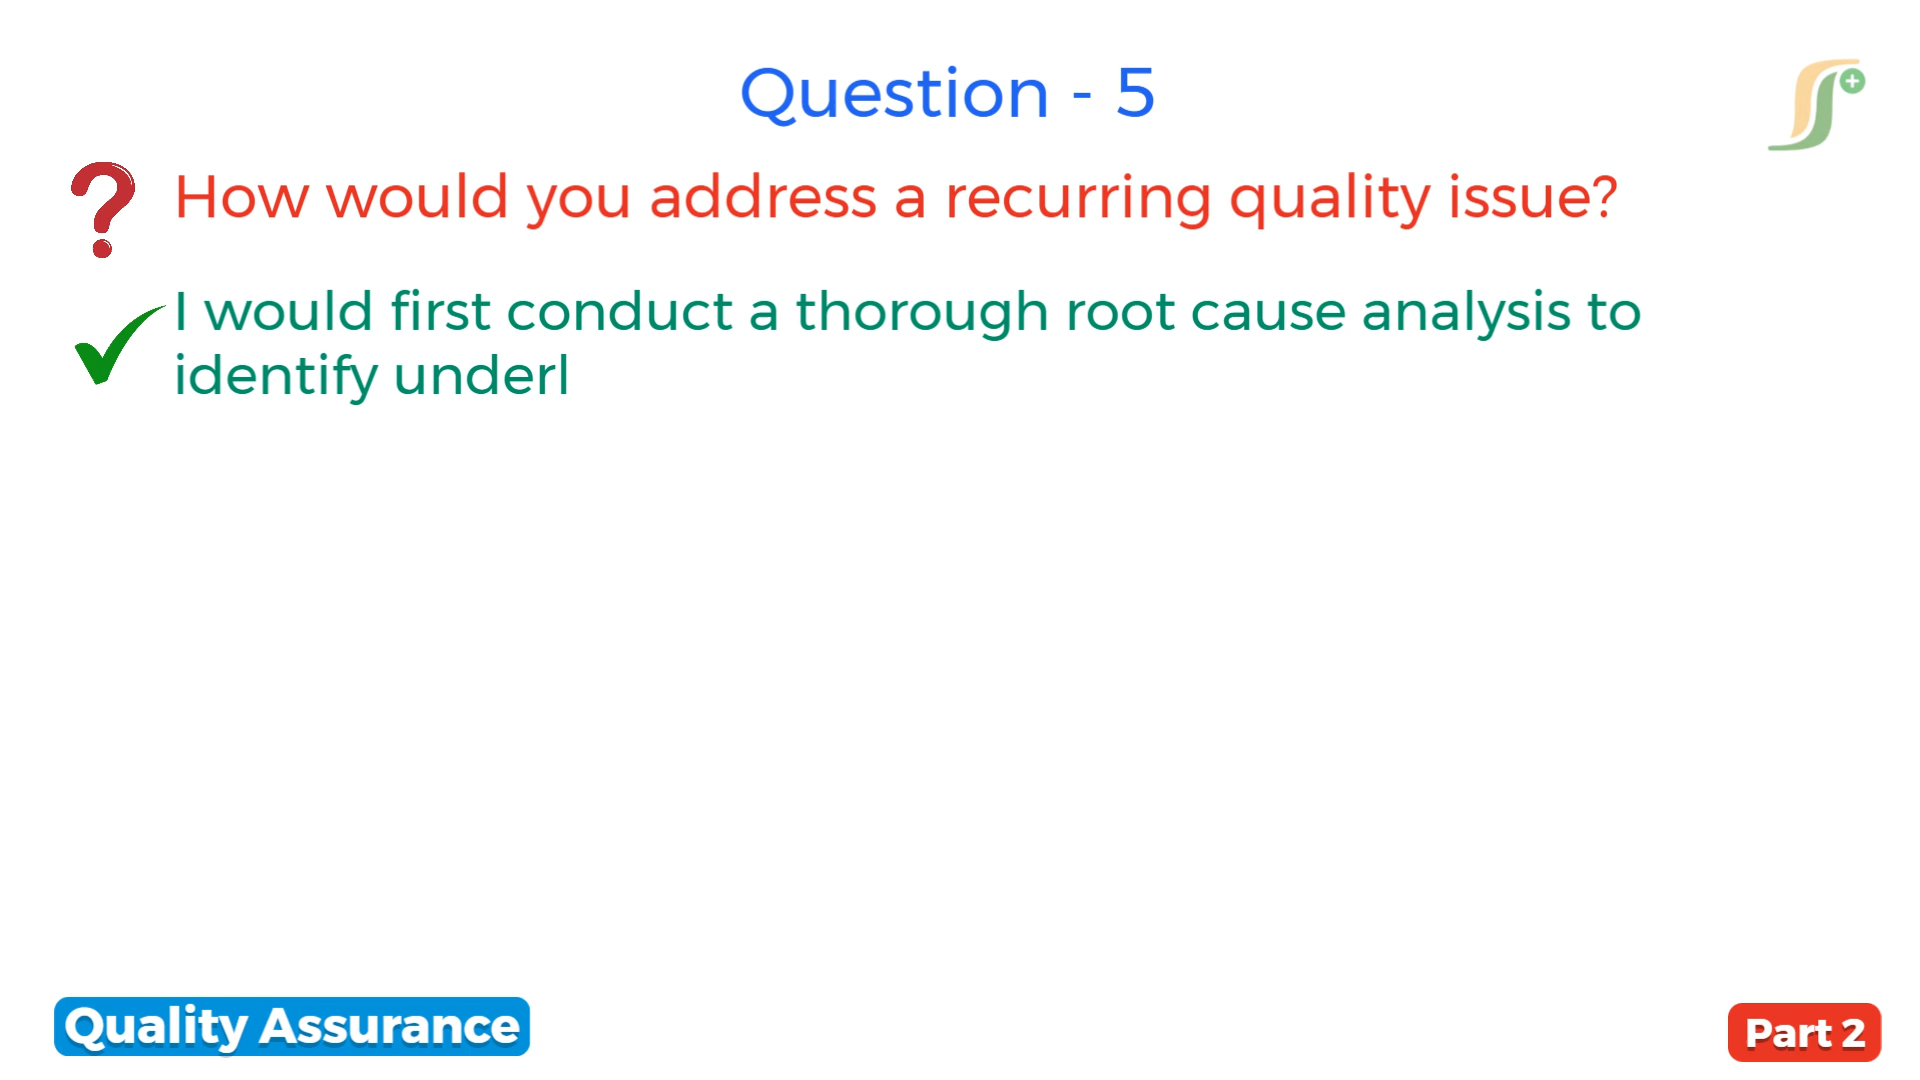 Question - 5
How would you address a recurring quality issue?
I would first conduct a thorough root cause analysis to
identify underl
Quality Assurance
Part 2